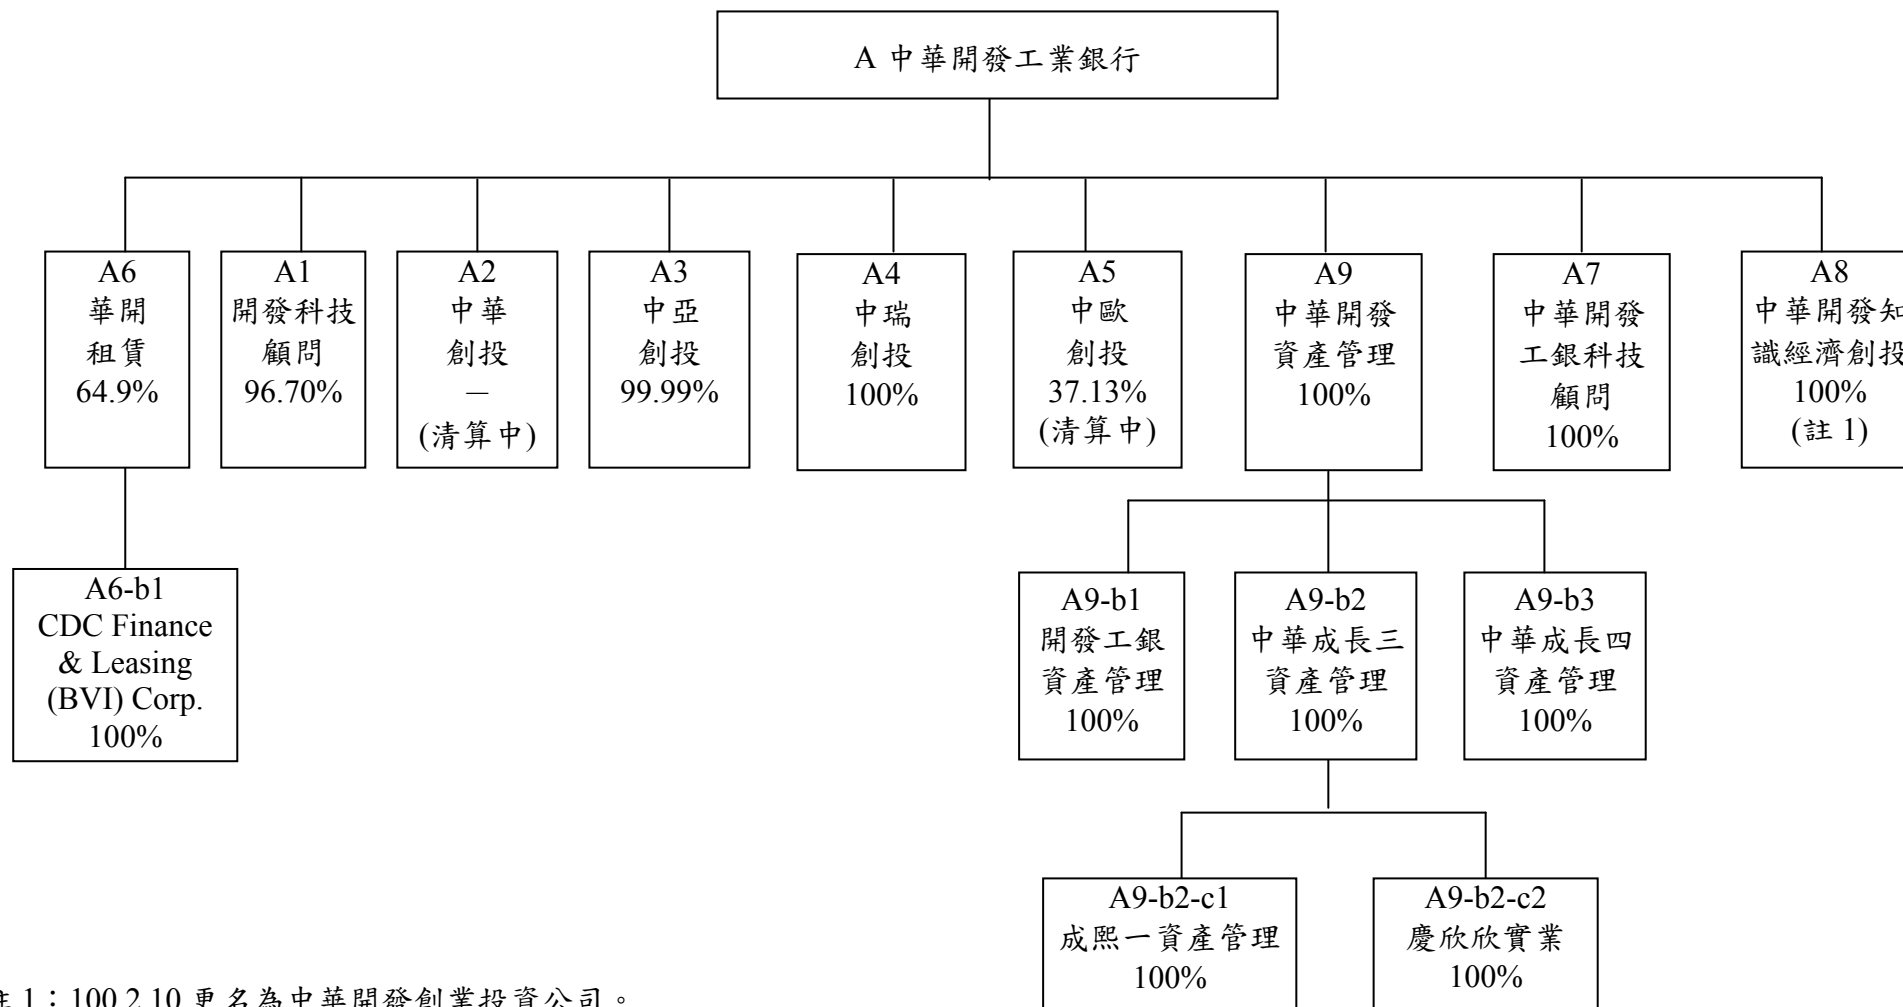 A 中華開發工業銀行
A6
華開
租賃
64.9%
A1
開發科技
顧問
96.70%
A2
中華
創投
—
(清算中)
A3
中亞
創投
99.99%
A4
中瑞
創投
100%
A5
中歐
創投
37.13%
(清算中)
A9
中華開發
資產管理
100%
A7
中華開發
工銀科技
顧問
100%
A8
中華開發知
識經濟創投
100%
(註 1)
A6-b1
CDC Finance
& Leasing
(BVI) Corp.
100%
A9-b1
開發工銀
資產管理
100%
A9-b2
中華成長三
資產管理
100%
A9-b3
中華成長四
資產管理
100%
A9-b2-c1
成熙一資產管理
100%
A9-b2-c2
慶欣欣實業
100%
註 1：100.2.10 更名為中華開發創業投資公司。